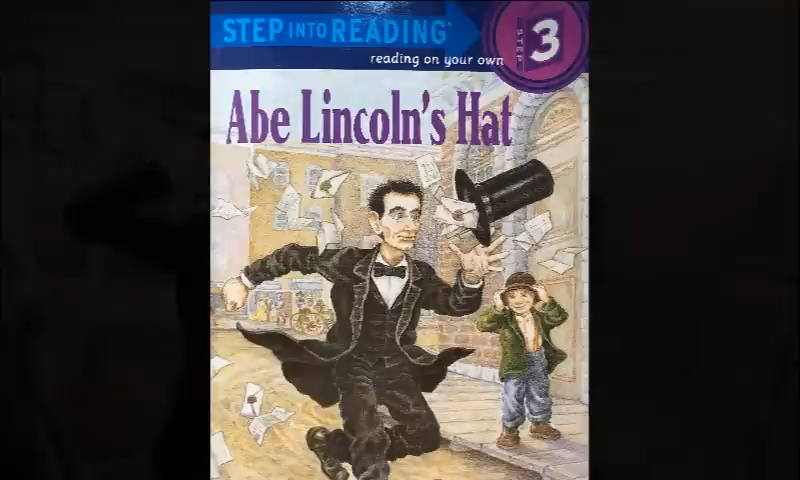 STEP INTO READING®
STEP 3
reading on your own
Abe Lincoln's Hat